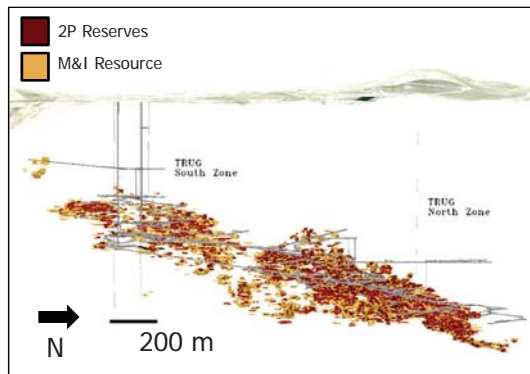 2P Reserves
M&I Resource
TRUG
South Zone
TRUG
North Zone
N
200 m